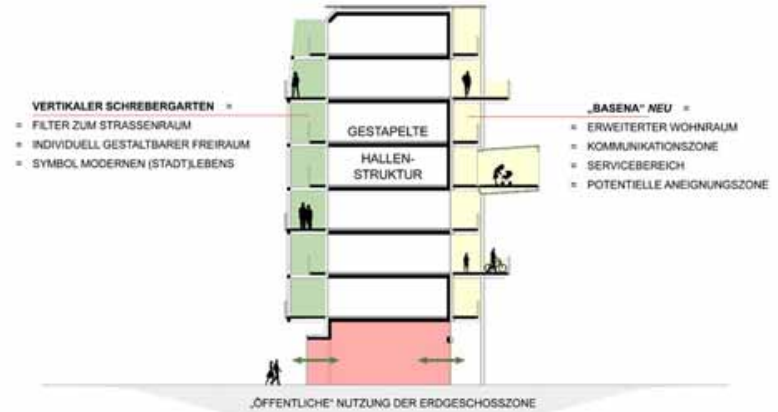 VERTIKALER SCHREBERGARTEN =
= FILTER ZUM STRASSENRAUM
= INDIVIDUELL GESTALTBARER FREIRAUM
= SYMBOL MODERNEN (STADT)LEBENS
GESTAPELTE
HALLEN-
STRUKTUR
„BASENA" NEU =
= ERWEITERTER WOHNRAUM
= KOMMUNIKATIONSZONE
= SERVICEBEREICH
= POTENTIELLE ANEIGNUNGSZONE
„ÖFFENTLICHE" NUTZUNG DER ERDGESCHOSSZONE